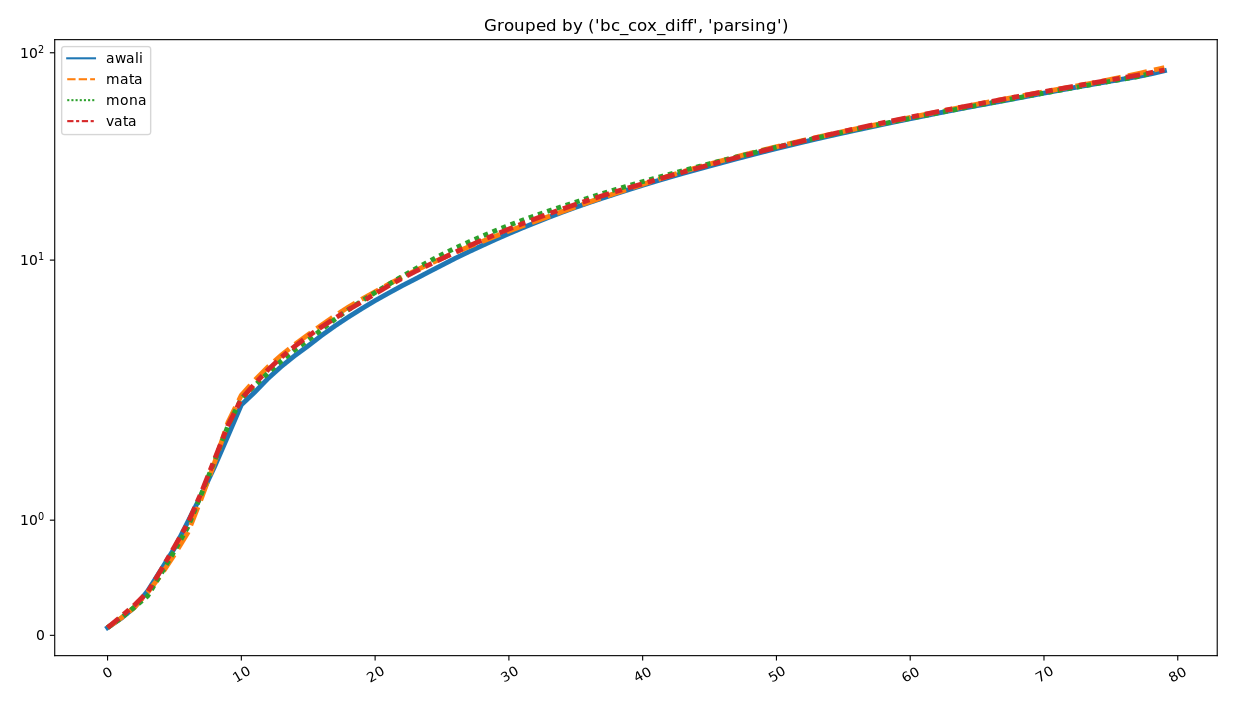 Grouped by ('bc_cox_diff', 'parsing')
awali
mata
mona
vata
10²
10¹
10⁰
0
0 10 20 30 40 50 60 70 80